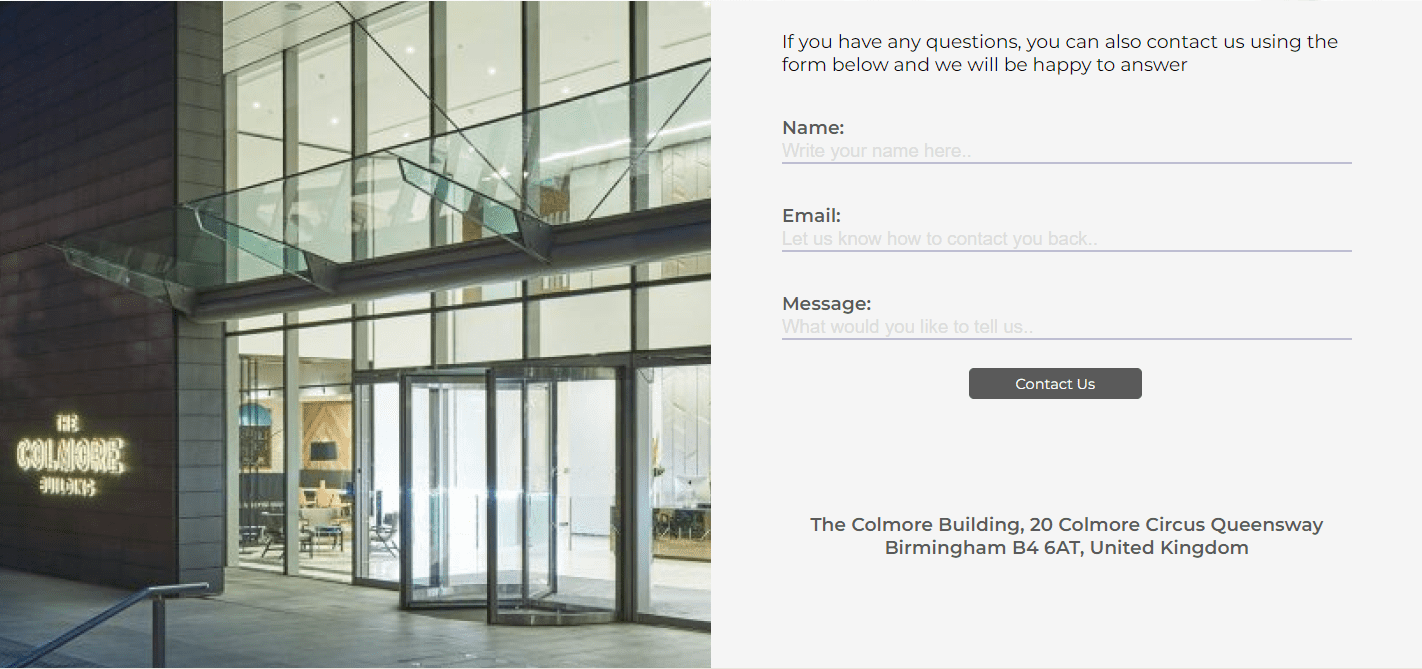 THE
COLMORE
BUILDING
If you have any questions, you can also contact us using the
form below and we will be happy to answer
Name:
Write your name here..
Email:
Let us know how to contact you back..
Message:
What would you like to tell us..
Contact Us
The Colmore Building, 20 Colmore Circus Queensway
Birmingham B4 6AT, United Kingdom